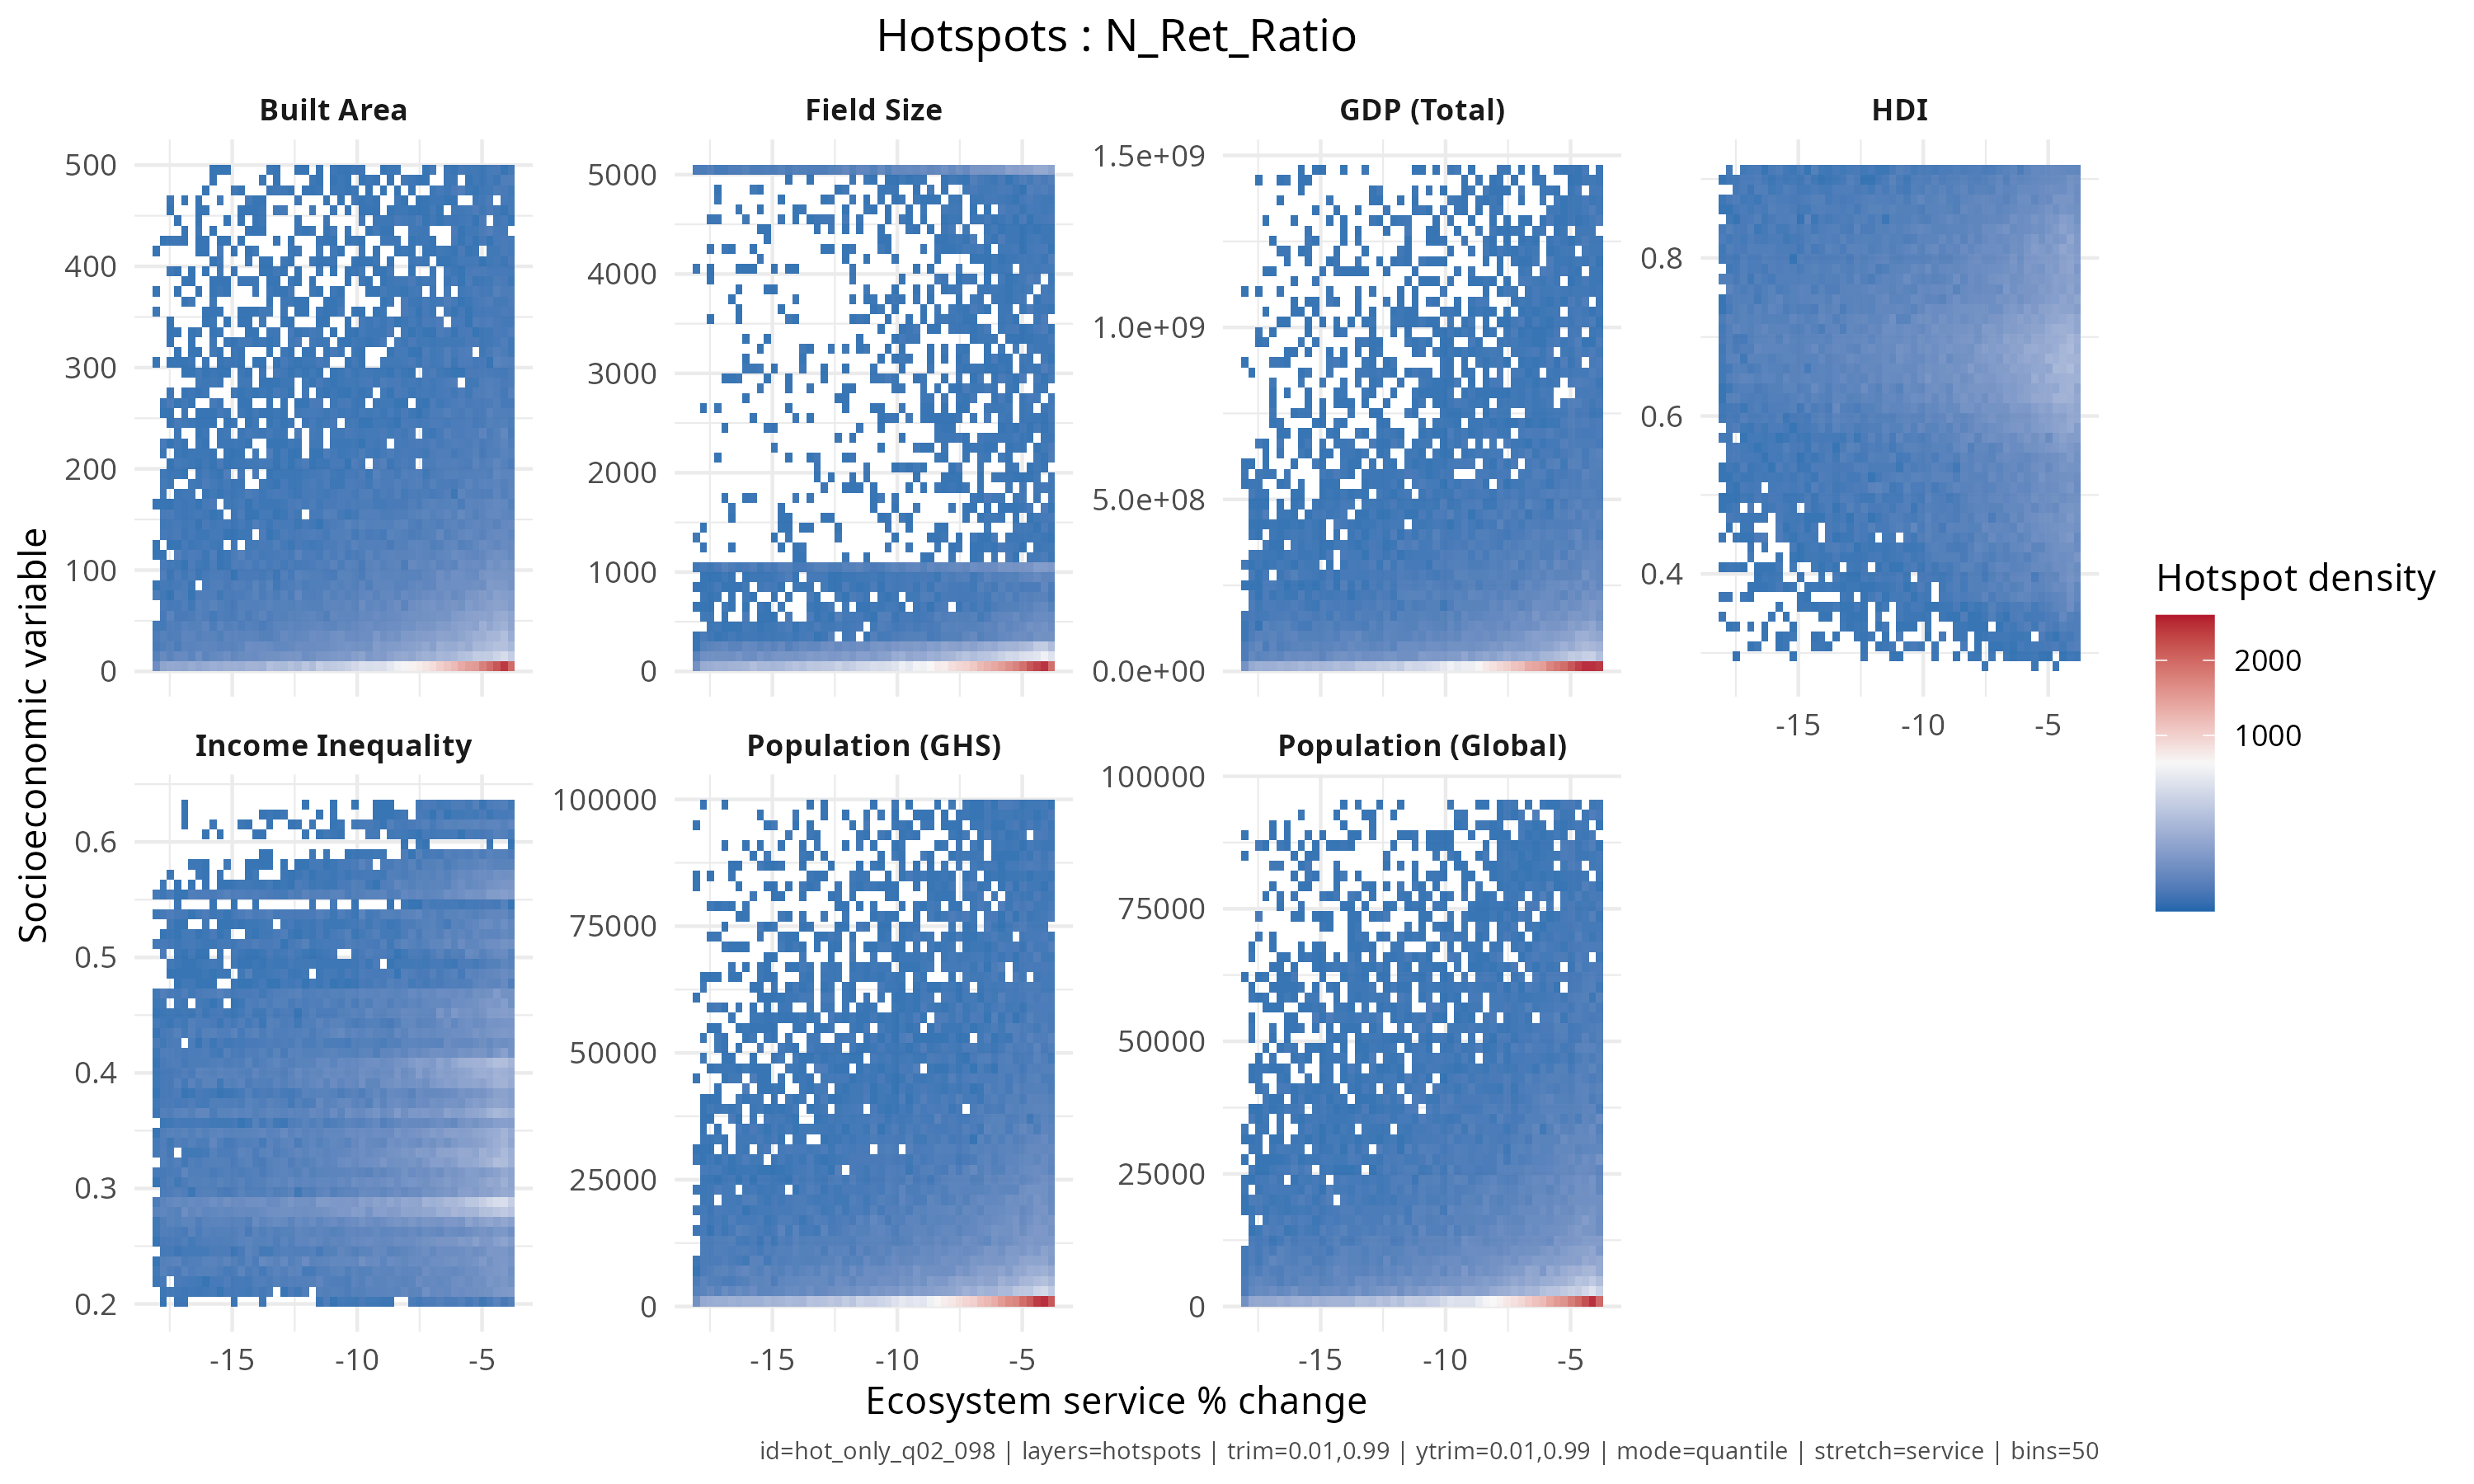 Hotspots : N_Ret_Ratio
Built Area
Field Size
GDP (Total)
HDI
500
400
300
200
100
0
5000
4000
3000
2000
1000
0
1.5e+09
1.0e+09
5.0e+08
0.0e+00
0.8
0.6
0.4
-15 -10 -5
Socioeconomic variable
Hotspot density
2000
1000
Income Inequality
Population (GHS)
Population (Global)
0.6
0.5
0.4
0.3
0.2
100000
75000
50000
25000
0
100000
75000
50000
25000
0
-15 -10 -5
-15 -10 -5
-15 -10 -5
Ecosystem service % change
id=hot_only_q02_098 | layers=hotspots | trim=0.01,0.99 | ytrim=0.01,0.99 | mode=quantile | stretch=service | bins=50